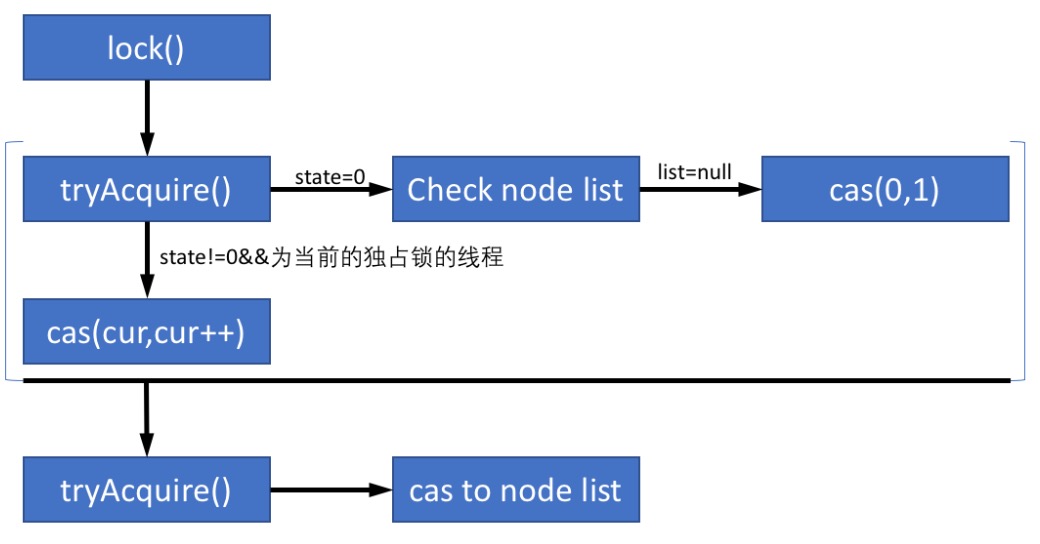 lock()
tryAcquire()
state=0
Check node list
list=null
cas(0,1)
state!=0&&为当前的独占锁的线程
cas(cur,cur++)
tryAcquire()
cas to node list